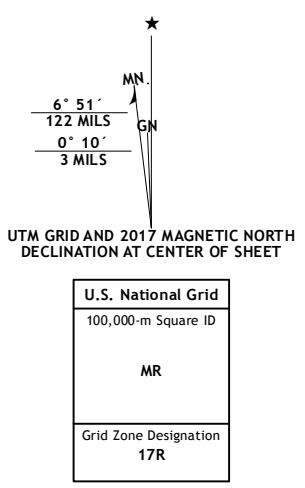 ★
MN.
6° 51´
122 MILS
GN
0° 10´
3 MILS
UTM GRID AND 2017 MAGNETIC NORTH
DECLINATION AT CENTER OF SHEET
U.S. National Grid
100,000-m Square ID
MR
Grid Zone Designation
17R